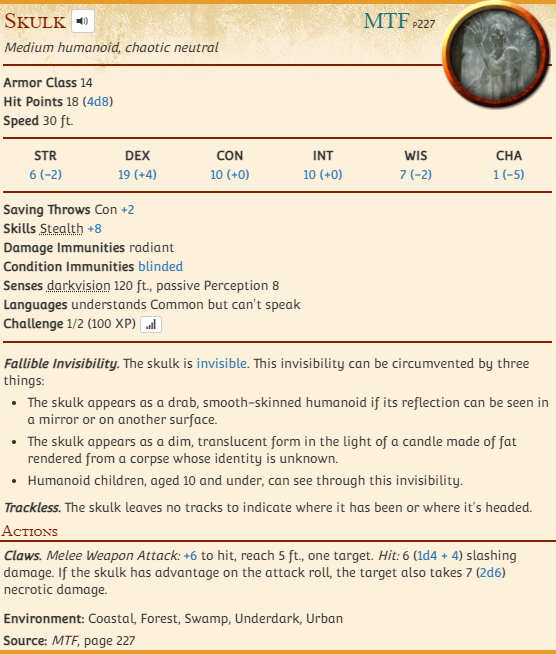 Skulk MTF p227
Medium humanoid, chaotic neutral
Armor Class 14
Hit Points 18 (4d8)
Speed 30 ft.
STR DEX CON INT WIS CHA
6 (−2) 19 (+4) 10 (+0) 10 (+0) 7 (−2) 1 (−5)
Saving Throws Con +2
Skills Stealth +8
Damage Immunities radiant
Condition Immunities blinded
Senses darkvision 120 ft., passive Perception 8
Languages understands Common but can't speak
Challenge 1/2 (100 XP)
Fallible Invisibility. The skulk is invisible. This invisibility can be circumvented by three
things:
• The skulk appears as a drab, smooth-skinned humanoid if its reflection can be seen in
a mirror or on another surface.
• The skulk appears as a dim, translucent form in the light of a candle made of fat
rendered from a corpse whose identity is unknown.
• Humanoid children, aged 10 and under, can see through this invisibility.
Trackless. The skulk leaves no tracks to indicate where it has been or where it's headed.
Actions
Claws. Melee Weapon Attack: +6 to hit, reach 5 ft., one target. Hit: 6 (1d4 + 4) slashing
damage. If the skulk has advantage on the attack roll, the target also takes 7 (2d6)
necrotic damage.
Environment: Coastal, Forest, Swamp, Underdark, Urban
Source: MTF, page 227